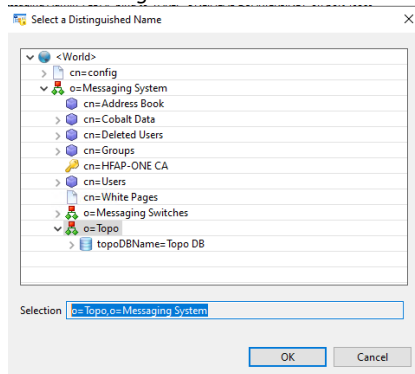 Select a Distinguished Name
<World>
cn=config
o=Messaging System
cn=Address Book
cn=Cobalt Data
cn=Deleted Users
cn=Groups
cn=HFAP-ONE CA
cn=Users
cn=White Pages
o=Messaging Switches
o=Topo
topoDBName=Topo DB
Selection o=Topo,o=Messaging System
OK Cancel